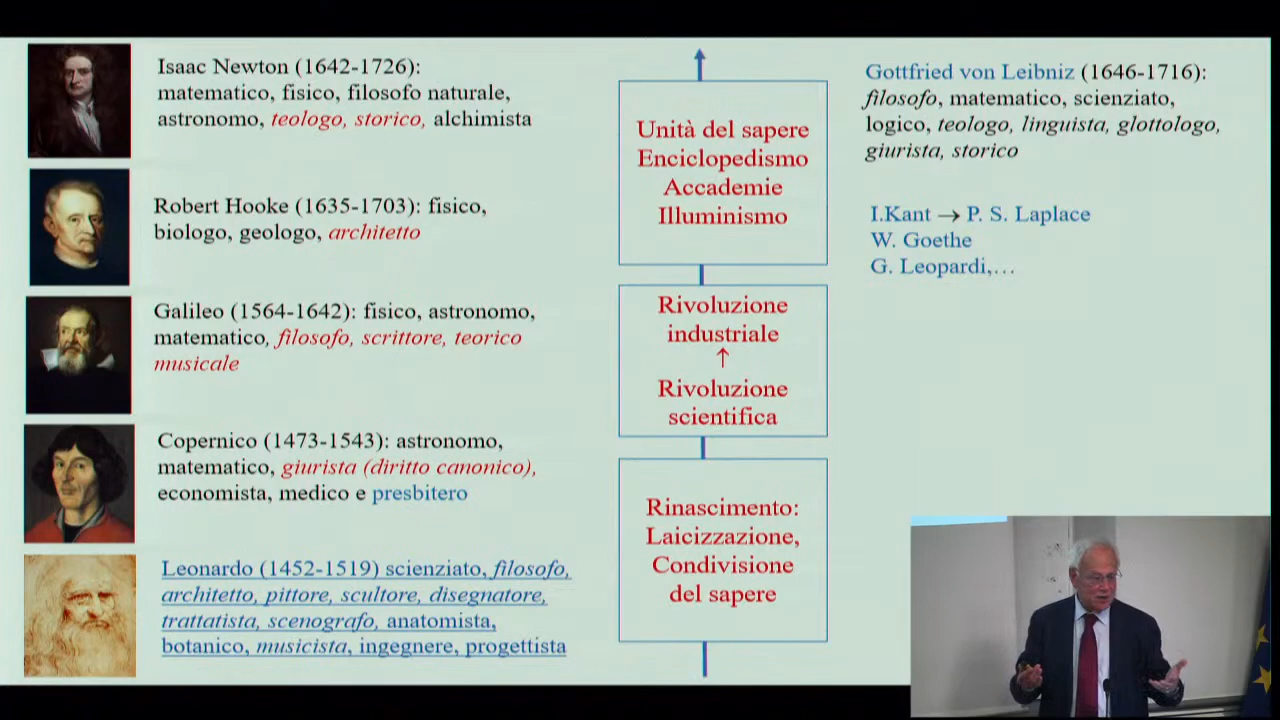 Isaac Newton (1642-1726):
matematico, fisico, filosofo naturale,
astronomo, teologo, storico, alchimista
Robert Hooke (1635-1703): fisico,
biologo, geologo, architetto
Galileo (1564-1642): fisico, astronomo,
matematico, filosofo, scrittore, teorico
musicale
Copernico (1473-1543): astronomo,
matematico, giurista (diritto canonico),
economista, medico e presbitero
Leonardo (1452-1519) scienziato, filosofo,
architetto, pittore, scultore, disegnatore,
trattatista, scenografo, anatomista,
botanico, musicista, ingegnere, progettista
Unità del sapere
Enciclopedismo
Accademie
Illuminismo
Rivoluzione
industriale
↑
Rivoluzione
scientifica
Rinascimento:
Laicizzazione,
Condivisione
del sapere
Gottfried von Leibniz (1646-1716):
filosofo, matematico, scienziato,
logico, teologo, linguista, glottologo,
giurista, storico
I.Kant → P. S. Laplace
W. Goethe
G. Leopardi,…